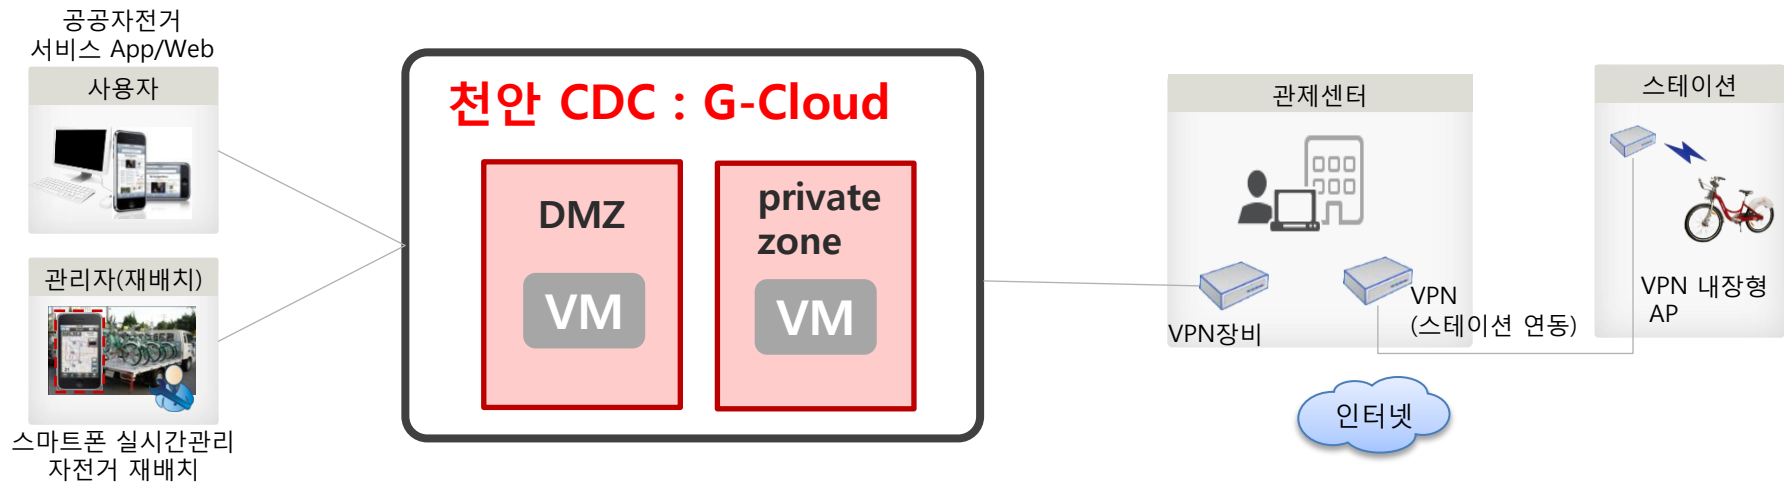 공공자전거
서비스 App/Web
사용자
관리자(재배치)
스마트폰 실시간관리
자전거 재배치
천안 CDC : G-Cloud
DMZ
VM
private
zone
VM
관제센터
VPN장비
VPN
(스테이션 연동)
인터넷
스테이션
VPN 내장형
AP